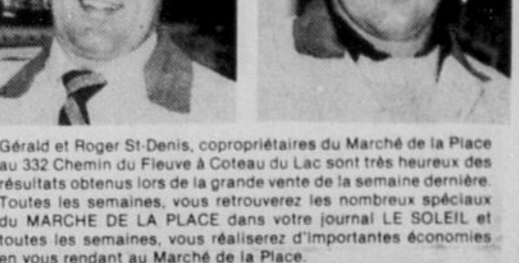 Gérald et Roger St-Denis, copropriétaires du Marché de la Place
au 332 Chemin du Fleuve à Coteau du Lac sont très heureux des
résultats obtenus lors de la grande vente de la semaine dernière.
Toutes les semaines, vous retrouverez les nombreux spéciaux
du MARCHE DE LA PLACE dans votre journal LE SOLEIL et
toutes les semaines, vous réaliserez d'importantes économies
en vous rendant au Marché de la Place.